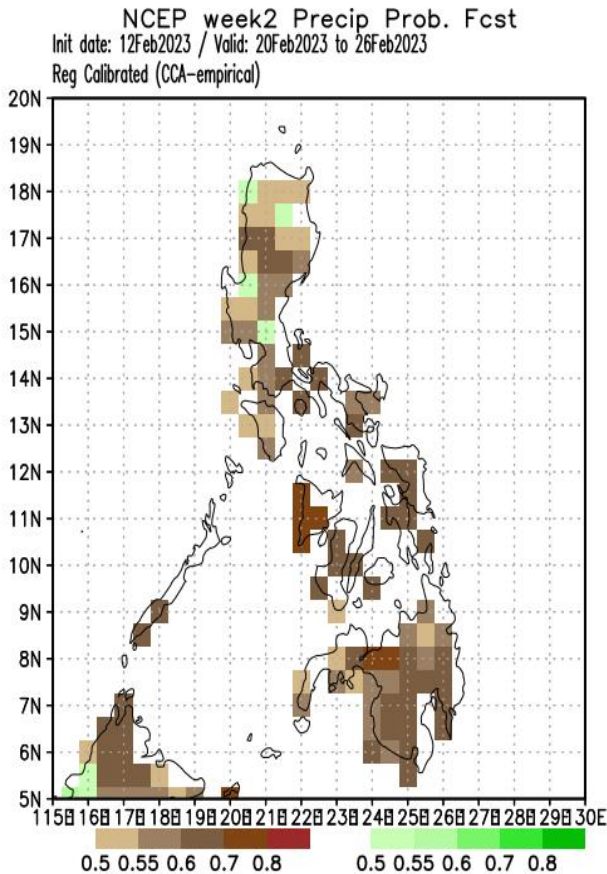 NCEP week2 Precip Prob. Fcst
Init date: 12Feb2023 / Valid: 20Feb2023 to 26Feb2023
Reg Calibrated (CCA-empirical)
20N
19N
18N
17N
16N
15N
14N
13N
12N
11N
10N
9N
8N
7N
6N
5N
115E 116E 117E 118E 119E 120E 121E 122E 123E 124E 125E 126E 127E 128E 129E 130E
0.5 0.55 0.6 0.7 0.8 0.5 0.55 0.6 0.7 0.8